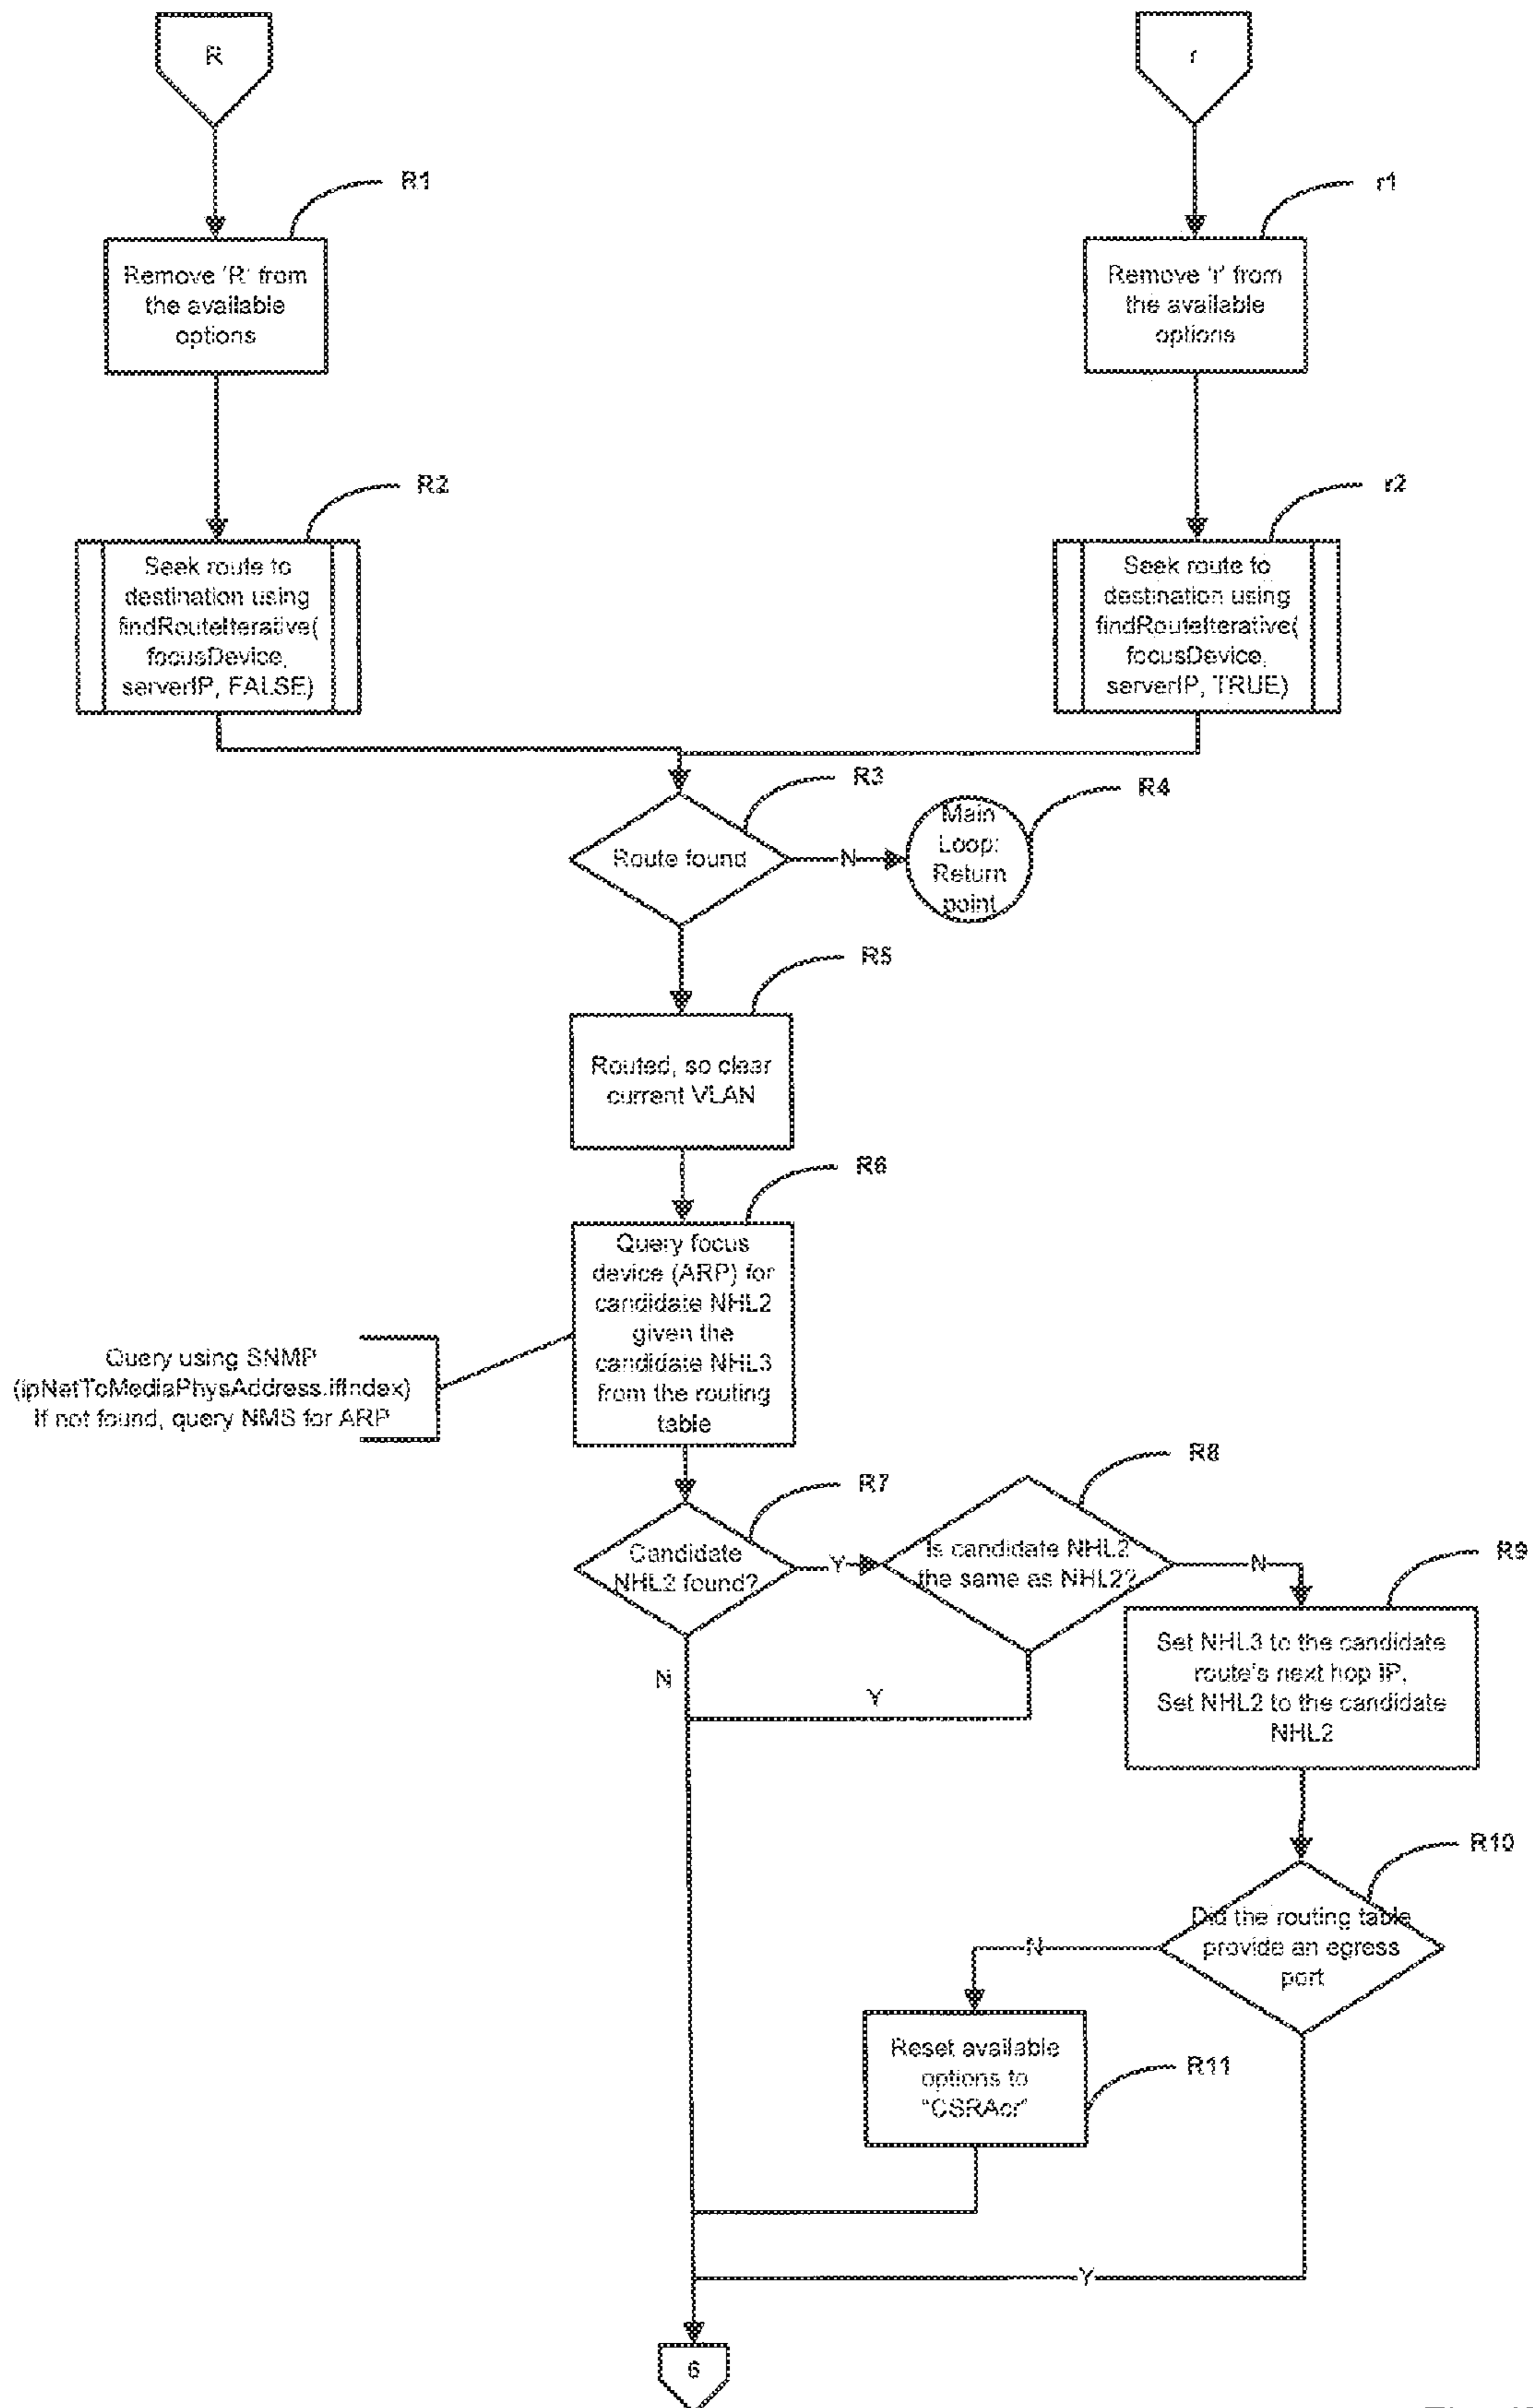 R
r
R1
r1
Remove 'R' from
the available
options
Remove 'r' from
the available
options
R2
r2
Seek route to
destination using
findRouteIterative(
focusDevice,
serverIP, FALSE)
Seek route to
destination using
findRouteIterative(
focusDevice,
serverIP, TRUE)
R3
R4
Route found
N
Main
Loop:
Return
point
R5
Routed, so clear
current VLAN
R6
Query focus
device (ARP) for
candidate NHL2
given the
candidate NHL3
from the routing
table
Query using SNMP
(ipNetToMediaPhysAddress.ifIndex)
If not found, query NMS for ARP
R7
R8
Candidate
NHL2 found?
Y
Is candidate NHL2
the same as NHL2?
N
R9
Set NHL3 to the candidate
route's next hop IP.
Set NHL2 to the candidate
NHL2
N
Y
R10
Did the routing table
provide an egress
port
N
Reset available
options to
"CSRAcr"
R11
Y
6